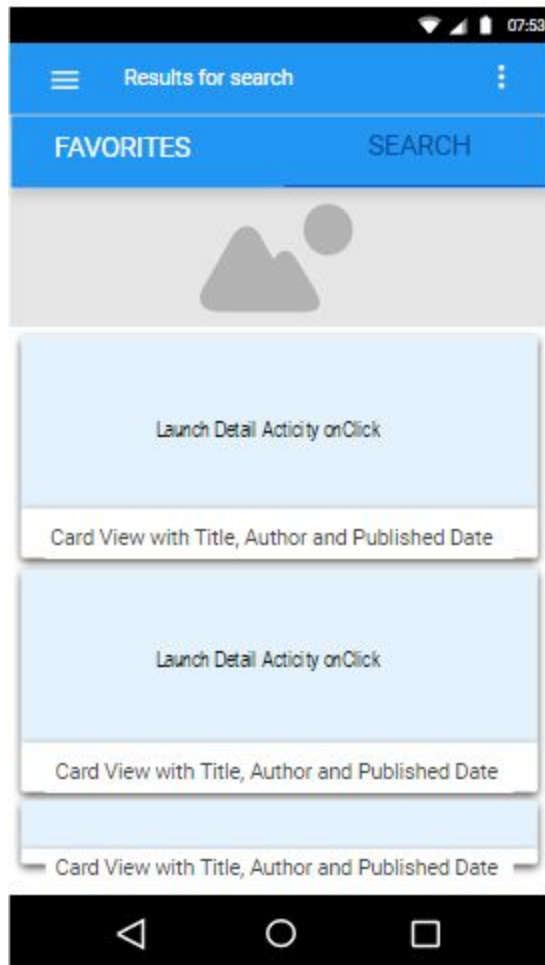 07:53
Results for search
FAVORITES
SEARCH
Launch Detail Acticity onClick
Card View with Title, Author and Published Date
Launch Detail Acticity onClick
Card View with Title, Author and Published Date
Card View with Title, Author and Published Date